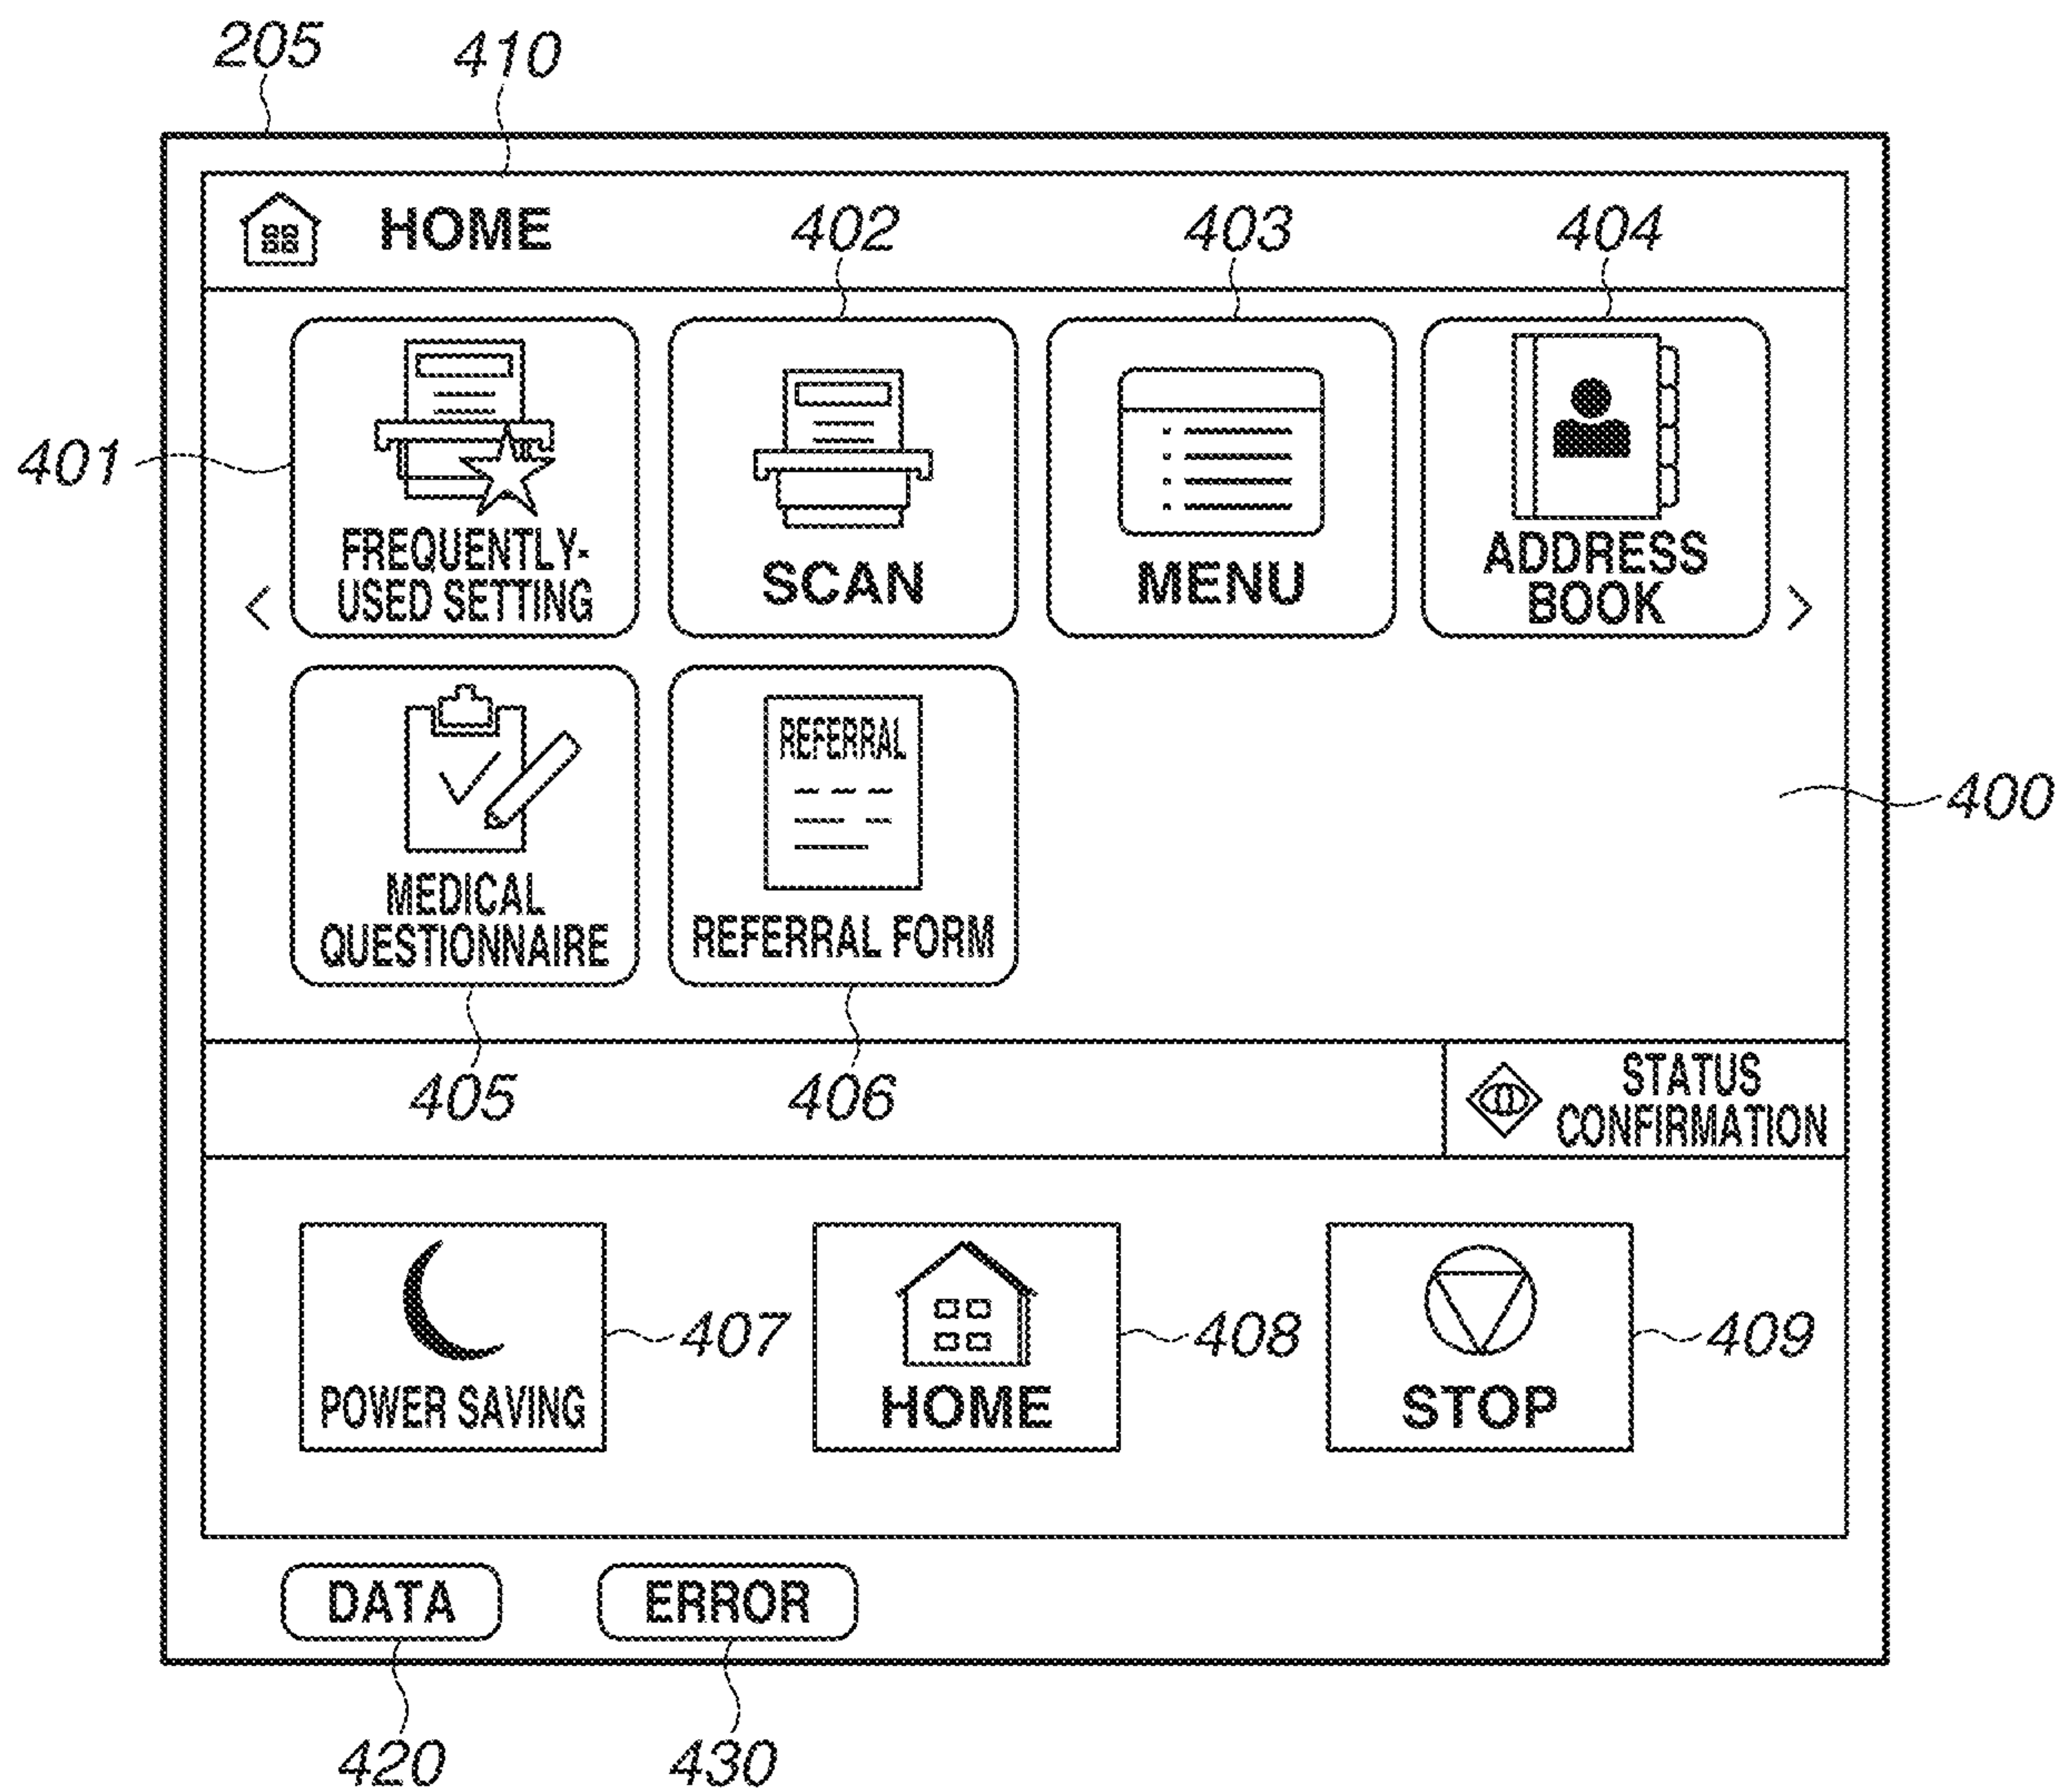 205
410
HOME
402
403
404
401
FREQUENTLY-
USED SETTING
SCAN
MENU
ADDRESS
BOOK
<
>
REFERRAL
400
MEDICAL
QUESTIONNAIRE
REFERRAL FORM
405
406
STATUS
CONFIRMATION
POWER SAVING
407
HOME
408
STOP
409
DATA
ERROR
420
430